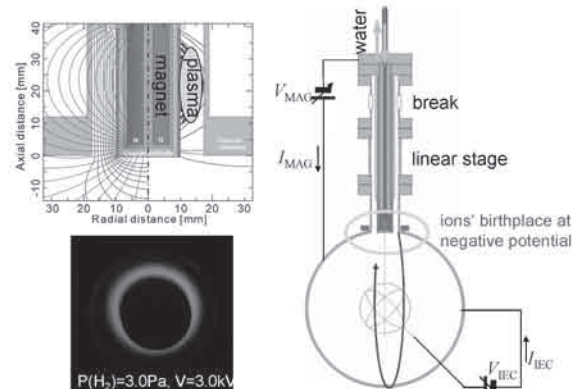 Axial distance [mm]
40
30
20
10
0
-10
magnet
plasma
N
N
30 20 10 0 10 20 30
Radial distance [mm]
P(H₂)=3.0Pa, V=3.0kV
water
V_MAG
break
I_MAG
linear stage
ions' birthplace at
negative potential
I_IEC
V_IEC